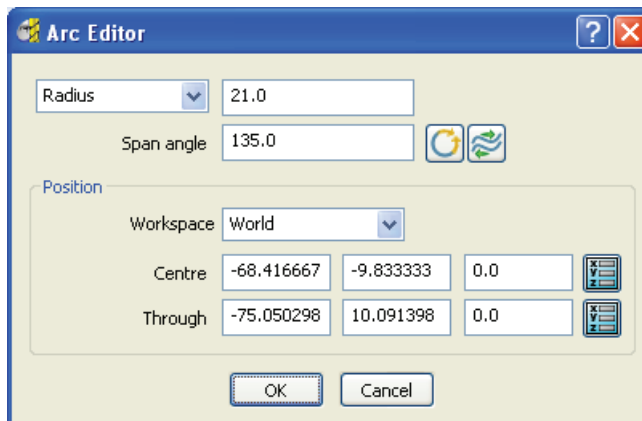 Arc Editor
Radius 21.0
Span angle 135.0
Position
Workspace World
Centre -68.416667 -9.833333 0.0
Through -75.050298 10.091398 0.0
OK Cancel